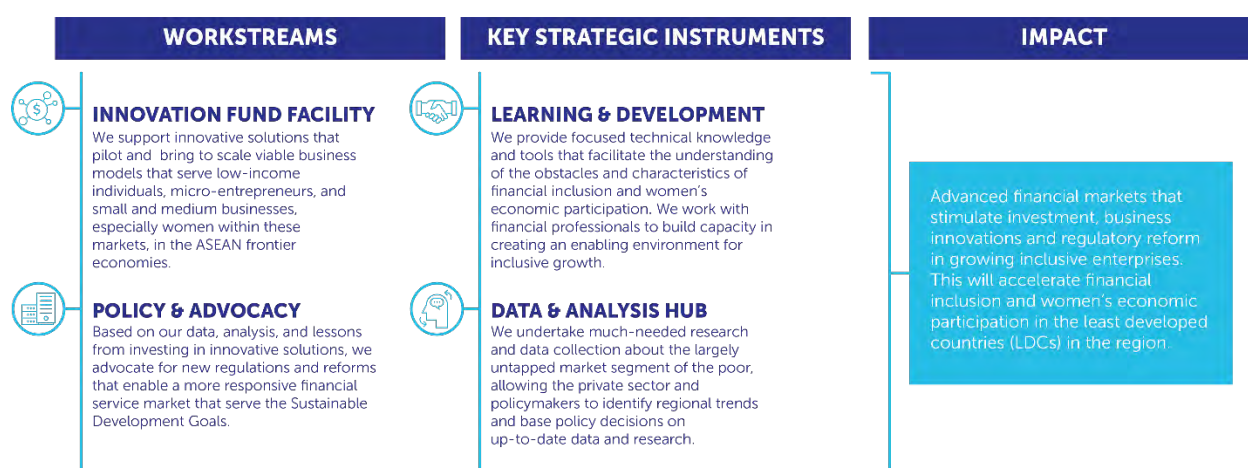 WORKSTREAMS
INNOVATION FUND FACILITY
We support innovative solutions that
pilot and bring to scale viable business
models that serve low-income
individuals, micro-entrepreneurs, and
small and medium businesses,
especially women within these
markets, in the ASEAN frontier
economies.
POLICY & ADVOCACY
Based on our data, analysis, and lessons
from investing in innovative solutions, we
advocate for new regulations and reforms
that enable a more responsive financial
service market that serve the Sustainable
Development Goals.
KEY STRATEGIC INSTRUMENTS
LEARNING & DEVELOPMENT
We provide focused technical knowledge
and tools that facilitate the understanding
of the obstacles and characteristics of
financial inclusion and women's
economic participation. We work with
financial professionals to build capacity in
creating an enabling environment for
inclusive growth.
DATA & ANALYSIS HUB
We undertake much-needed research
and data collection about the largely
untapped market segment of the poor,
allowing the private sector and
policymakers to identify regional trends
and base policy decisions on
up-to-date data and research.
IMPACT
Advanced financial markets that
stimulate investment, business
innovations and regulatory reform
in growing inclusive enterprises.
This will accelerate financial
inclusion and women's economic
participation in the least developed
countries (LDCs) in the region.
$